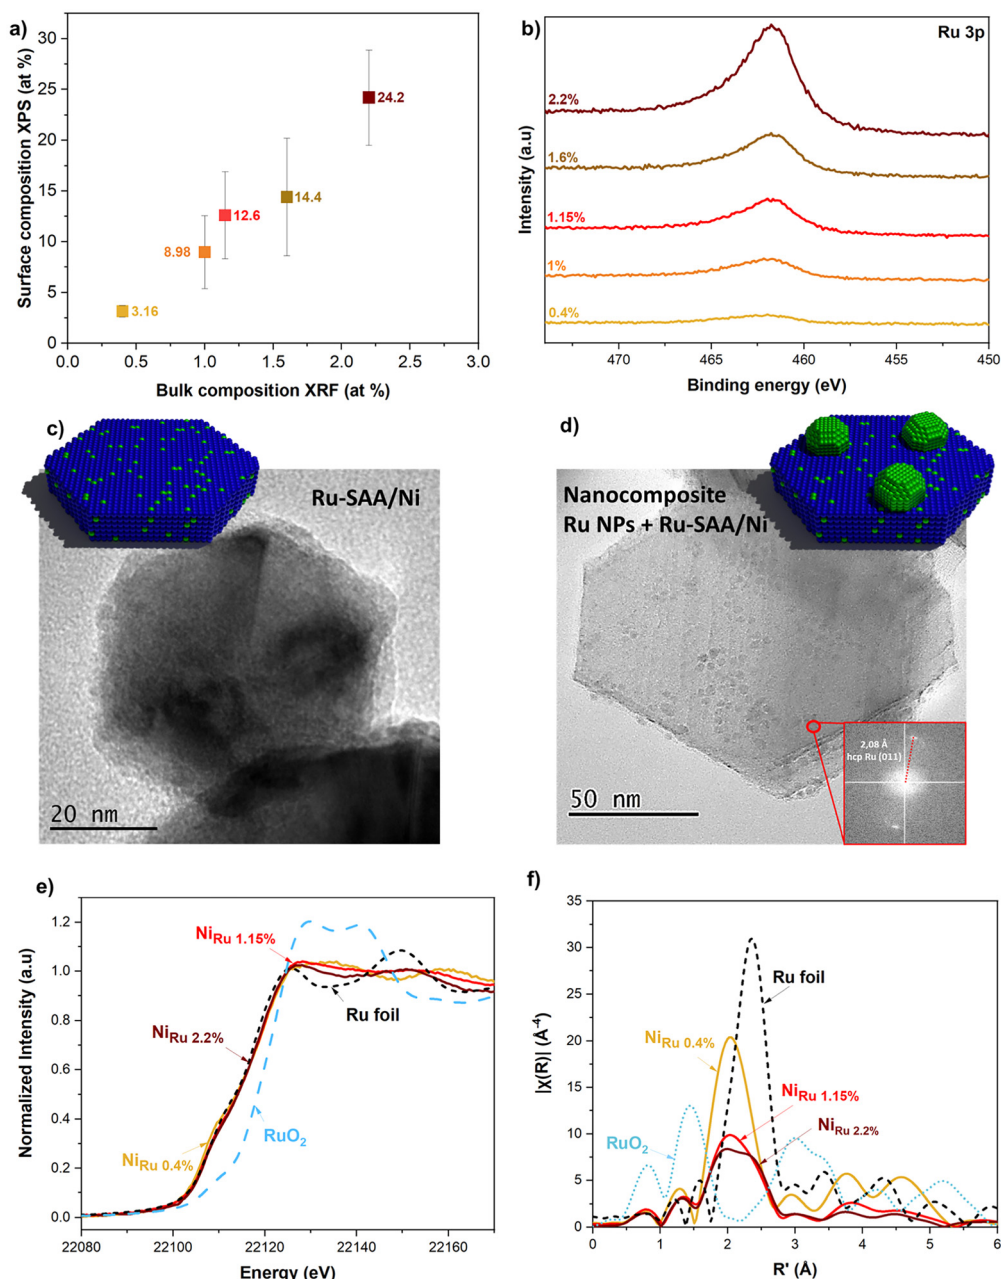 a)
30
25
20
15
10
5
0
Surface composition XPS (at %)
24.2
14.4
12.6
8.98
3.16
0.0 0.5 1.0 1.5 2.0 2.5 3.0
Bulk composition XRF (at %)
b)
Ru 3p
Intensity (a.u)
2.2%
1.6%
1.15%
1%
0.4%
470 465 460 455 450
Binding energy (eV)
c)
Ru-SAA/Ni
20 nm
d)
Nanocomposite
Ru NPs + Ru-SAA/Ni
50 nm
2,08 Å
hcp Ru (011)
e)
1.2
1.0
0.8
0.6
0.4
0.2
0.0
Normalized Intensity (a.u)
NiRu 1.15%
Ru foil
NiRu 2.2%
RuO2
NiRu 0.4%
22080 22100 22120 22140 22160
Energy (eV)
f)
35
30
25
20
15
10
5
0
|χ(R)| (Å-4)
Ru foil
NiRu 0.4%
NiRu 1.15%
NiRu 2.2%
RuO2
0 1 2 3 4 5 6
R' (Å)